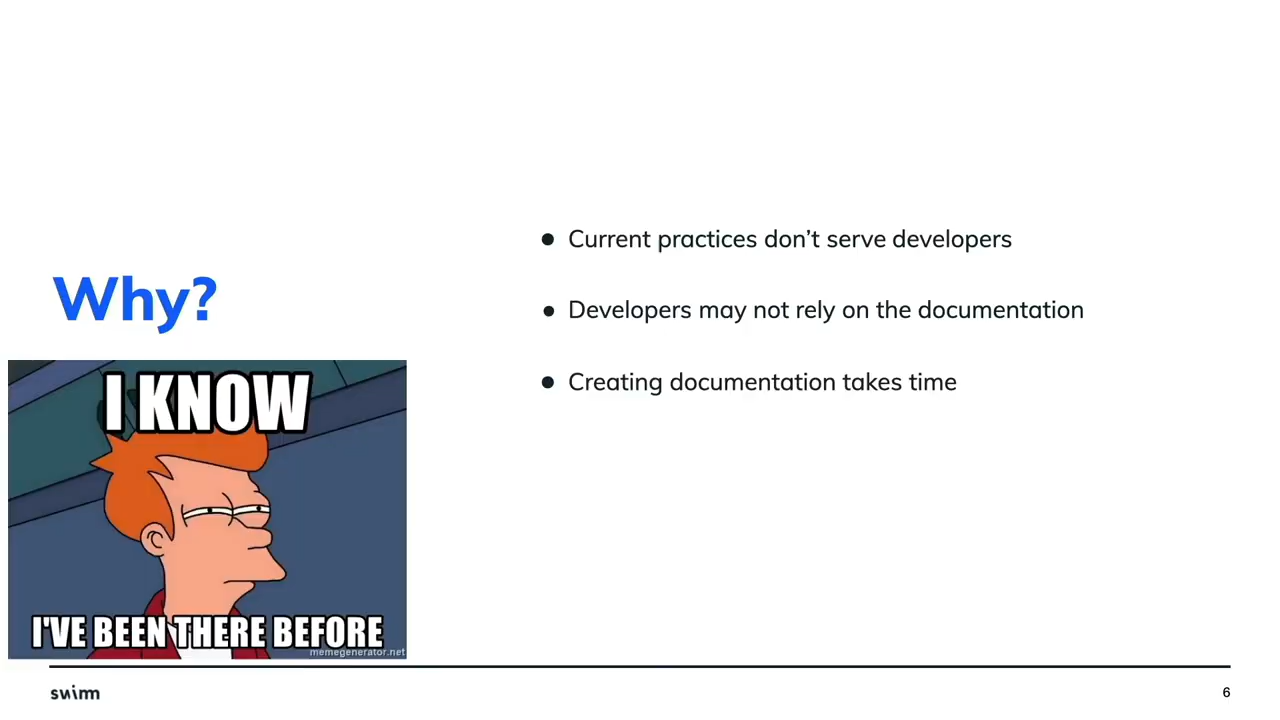 Why?
I KNOW
I'VE BEEN THERE BEFORE
memegenerator.net
● Current practices don’t serve developers
● Developers may not rely on the documentation
● Creating documentation takes time
swimm
6